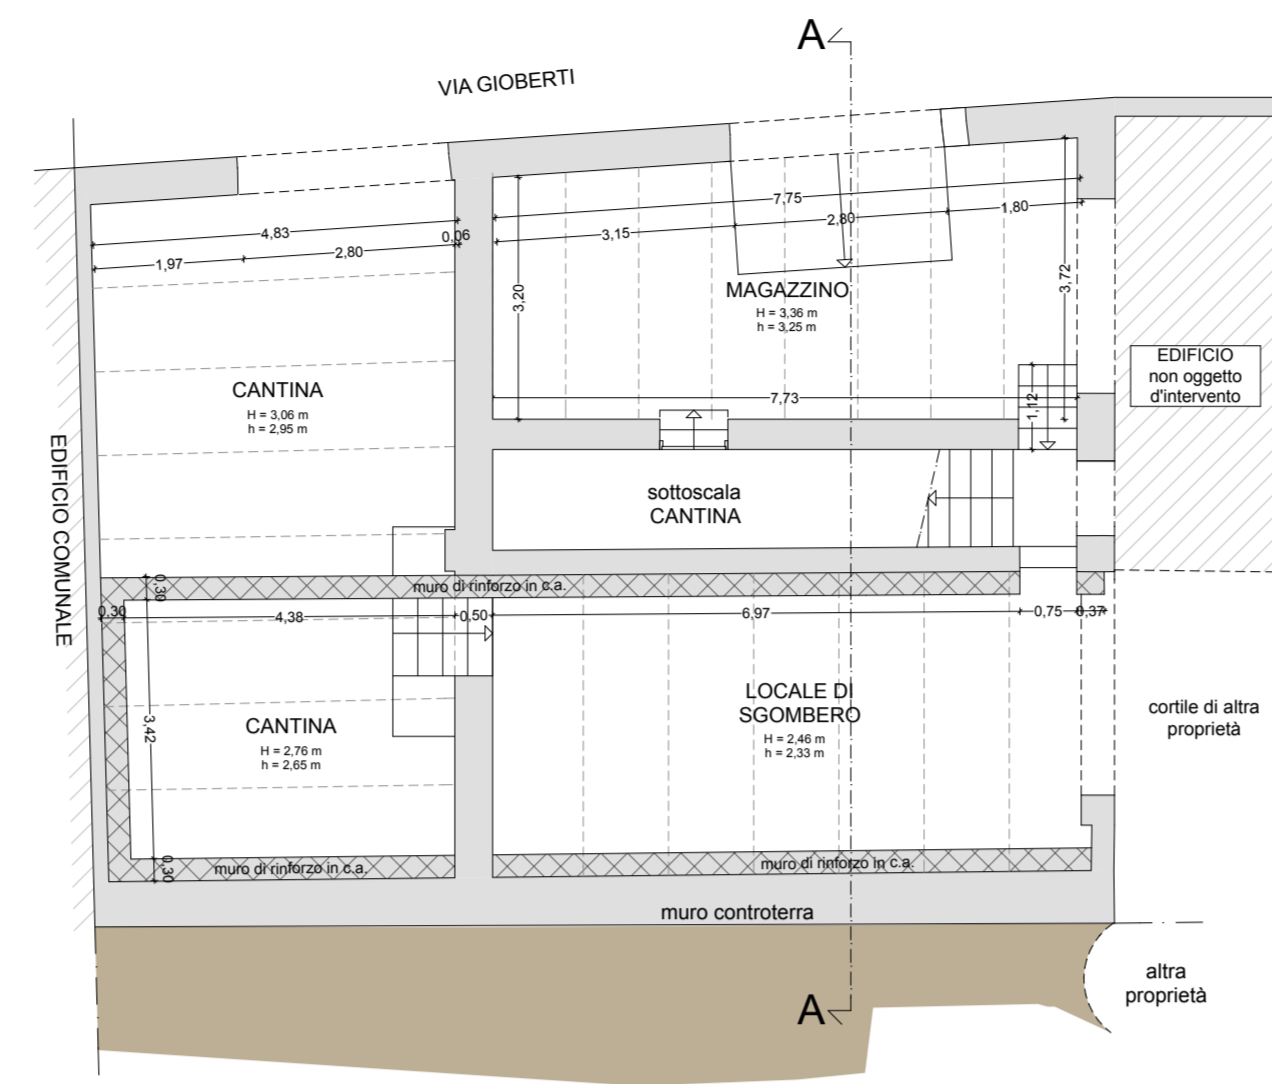 A
VIA GIOBERTI
4,83
0,06
1,97
2,80
7,75
3,15
2,80
1,80
3,20
3,72
MAGAZZINO
H = 3,36 m
h = 3,25 m
7,73
1,12
EDIFICIO
non oggetto
d'intervento
CANTINA
H = 3,06 m
h = 2,95 m
EDIFICIO COMUNALE
sottoscala
CANTINA
0,30
muro di rinforzo in c.a.
0,30
4,38
0,50
6,97
0,75
0,37
3,42
CANTINA
H = 2,76 m
h = 2,65 m
LOCALE DI
SGOMBERO
H = 2,46 m
h = 2,33 m
cortile di altra
proprietà
0,30
muro di rinforzo in c.a.
muro di rinforzo in c.a.
muro controterra
altra
proprietà
A